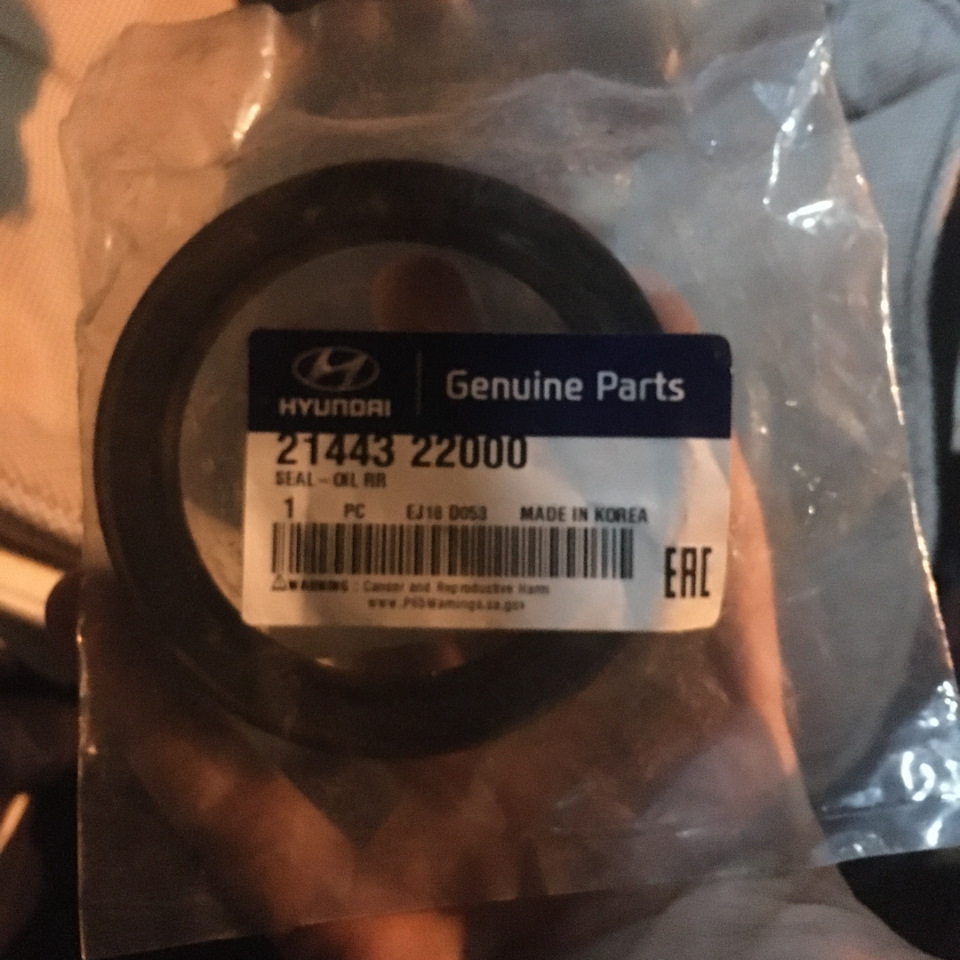 HYUNDAI
Genuine Parts
21443 22000
SEAL - OIL RR
1 PC EJ18 D053 MADE IN KOREA
WARNING : Cancer and Reproductive Harm
www.P65Warnings.ca.gov
EAC